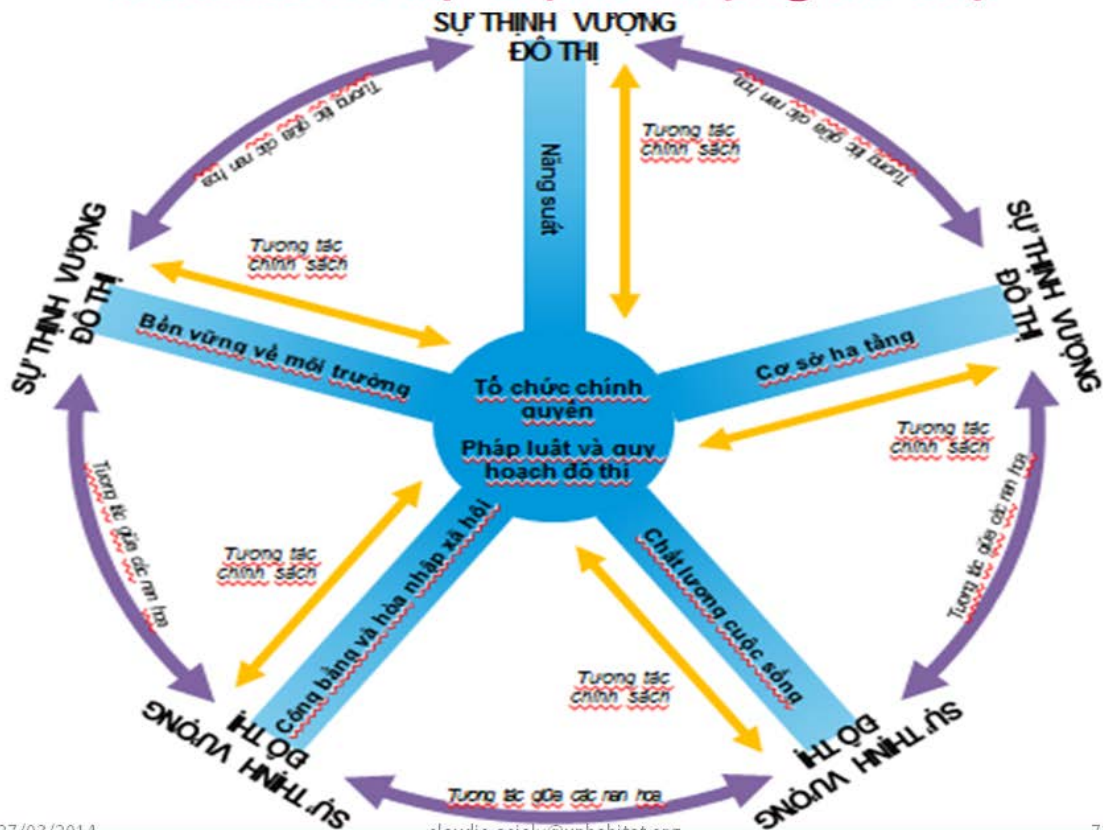 SỰ THỊNH VƯỢNG
ĐÔ THỊ
Tương tác giữa các nan hoa
Tương tác giữa các nan hoa
Năng suất
Tương tác
chính sách
SỰ THỊNH VƯỢNG
ĐÔ THỊ
Tương tác
chính sách
SỰ THỊNH VƯỢNG
ĐÔ THỊ
Bền vững về môi trường
Cơ sở hạ tầng
Tổ chức chính
quyền
Pháp luật và quy
hoạch đô thị
Tương tác
chính sách
Tương tác giữa các nan hoa
Tương tác giữa các nan hoa
Tương tác
chính sách
Công bằng và hòa nhập xã hội
Chất lượng cuộc sống
Tương tác
chính sách
SỰ THỊNH VƯỢNG
ĐÔ THỊ
SỰ THỊNH VƯỢNG
ĐÔ THỊ
Tương tác giữa các nan hoa
7